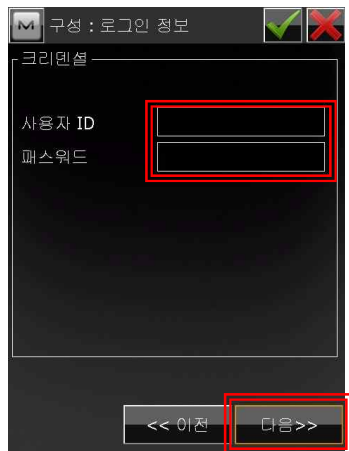 M 구성 : 로그인 정보
크리덴셜
사용자 ID
패스워드
<< 이전 다음>>